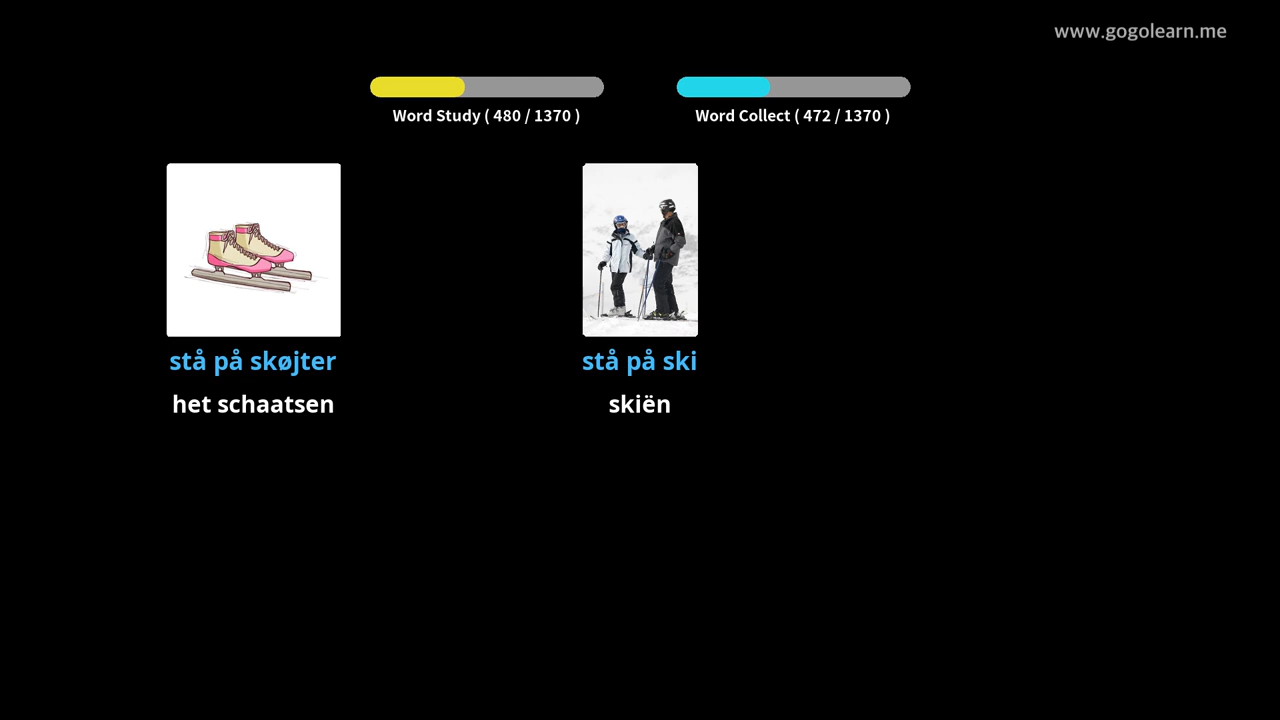 www.gogolearn.me
Word Study ( 480 / 1370 )
Word Collect ( 472 / 1370 )
stå på skøjter
het schaatsen
stå på ski
skiën